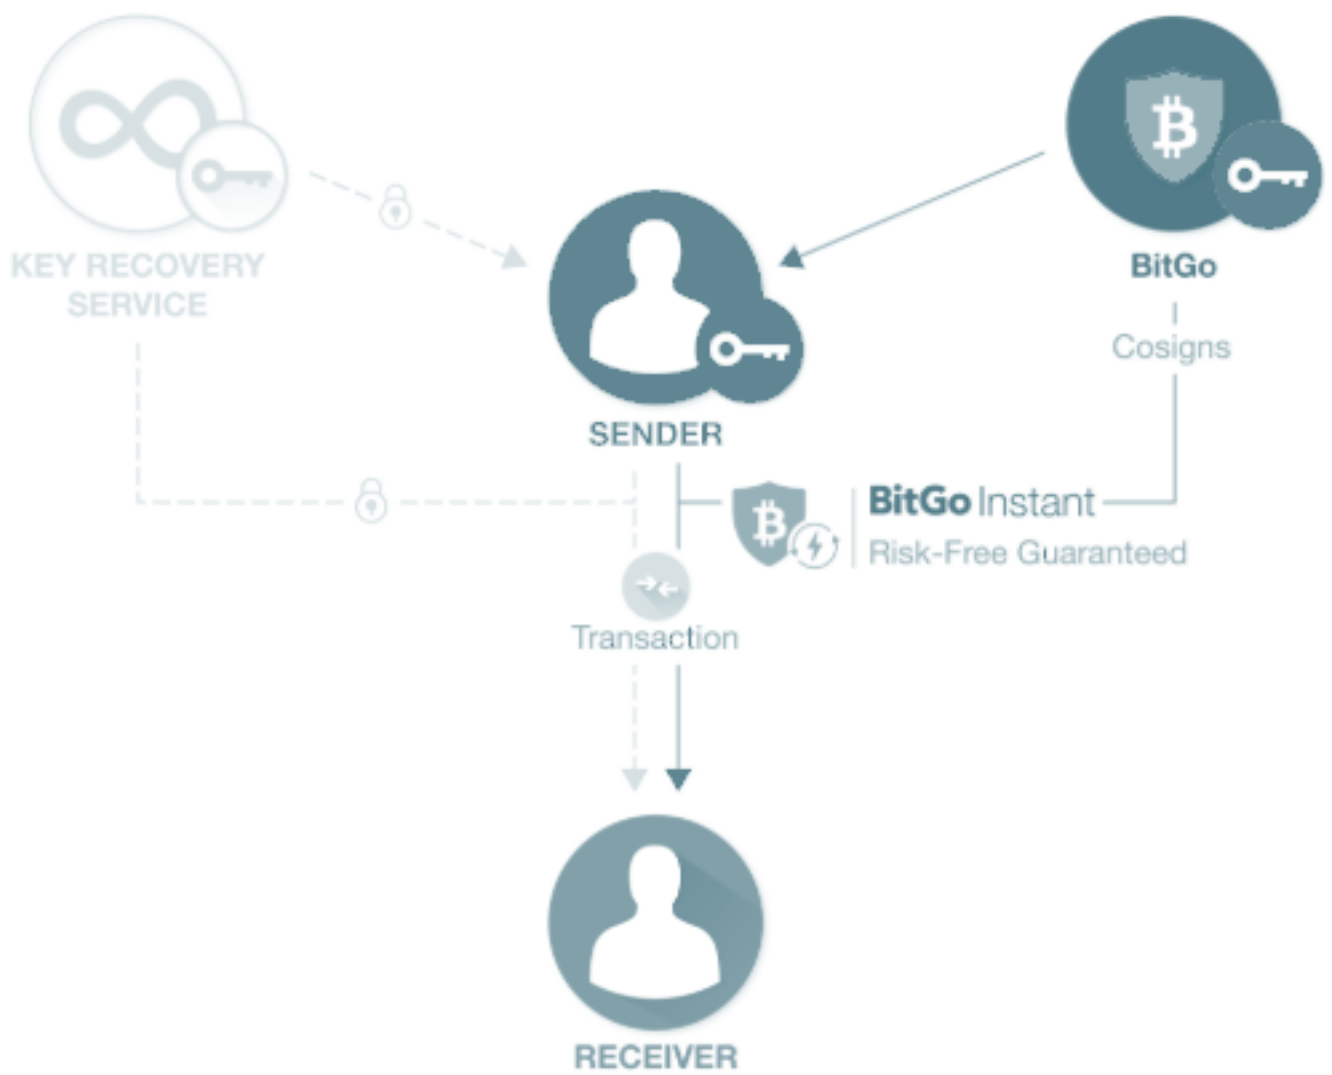 KEY RECOVERY
SERVICE
BitGo
Cosigns
SENDER
BitGo Instant
Risk-Free Guaranteed
Transaction
RECEIVER